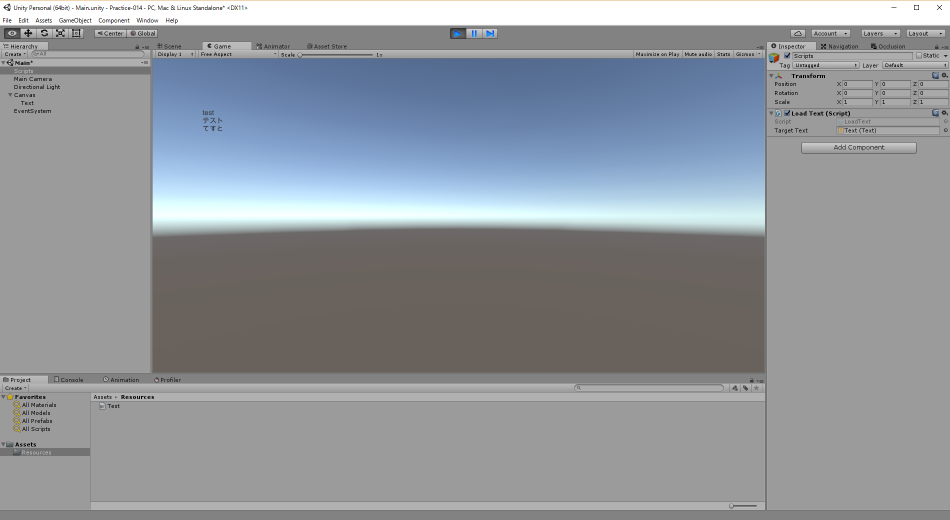 Unity Personal (64bit) - Main.unity - Practice-014 - PC, Mac & Linux Standalone* <DX11>
File Edit Assets GameObject Component Window Help
Center Global Account Layers Layout
Hierarchy
Create All
Main*
Scripts
Main Camera
Directional Light
Canvas
Text
EventSystem
Scene Game Animator Asset Store
Display 1 Free Aspect Scale 1x Maximize on Play Mute audio Stats Gizmos
test
テスト
てすと
Inspector Navigation Occlusion
Scripts Static
Tag Untagged Layer Default
Transform
Position X 0 Y 0 Z 0
Rotation X 0 Y 0 Z 0
Scale X 1 Y 1 Z 1
Load Text (Script)
Script LoadText
Target Text Text (Text)
Add Component
Project Console Animation Profiler
Create
Favorites
All Materials
All Models
All Prefabs
All Scripts
Assets
Resources
Assets Resources
Test